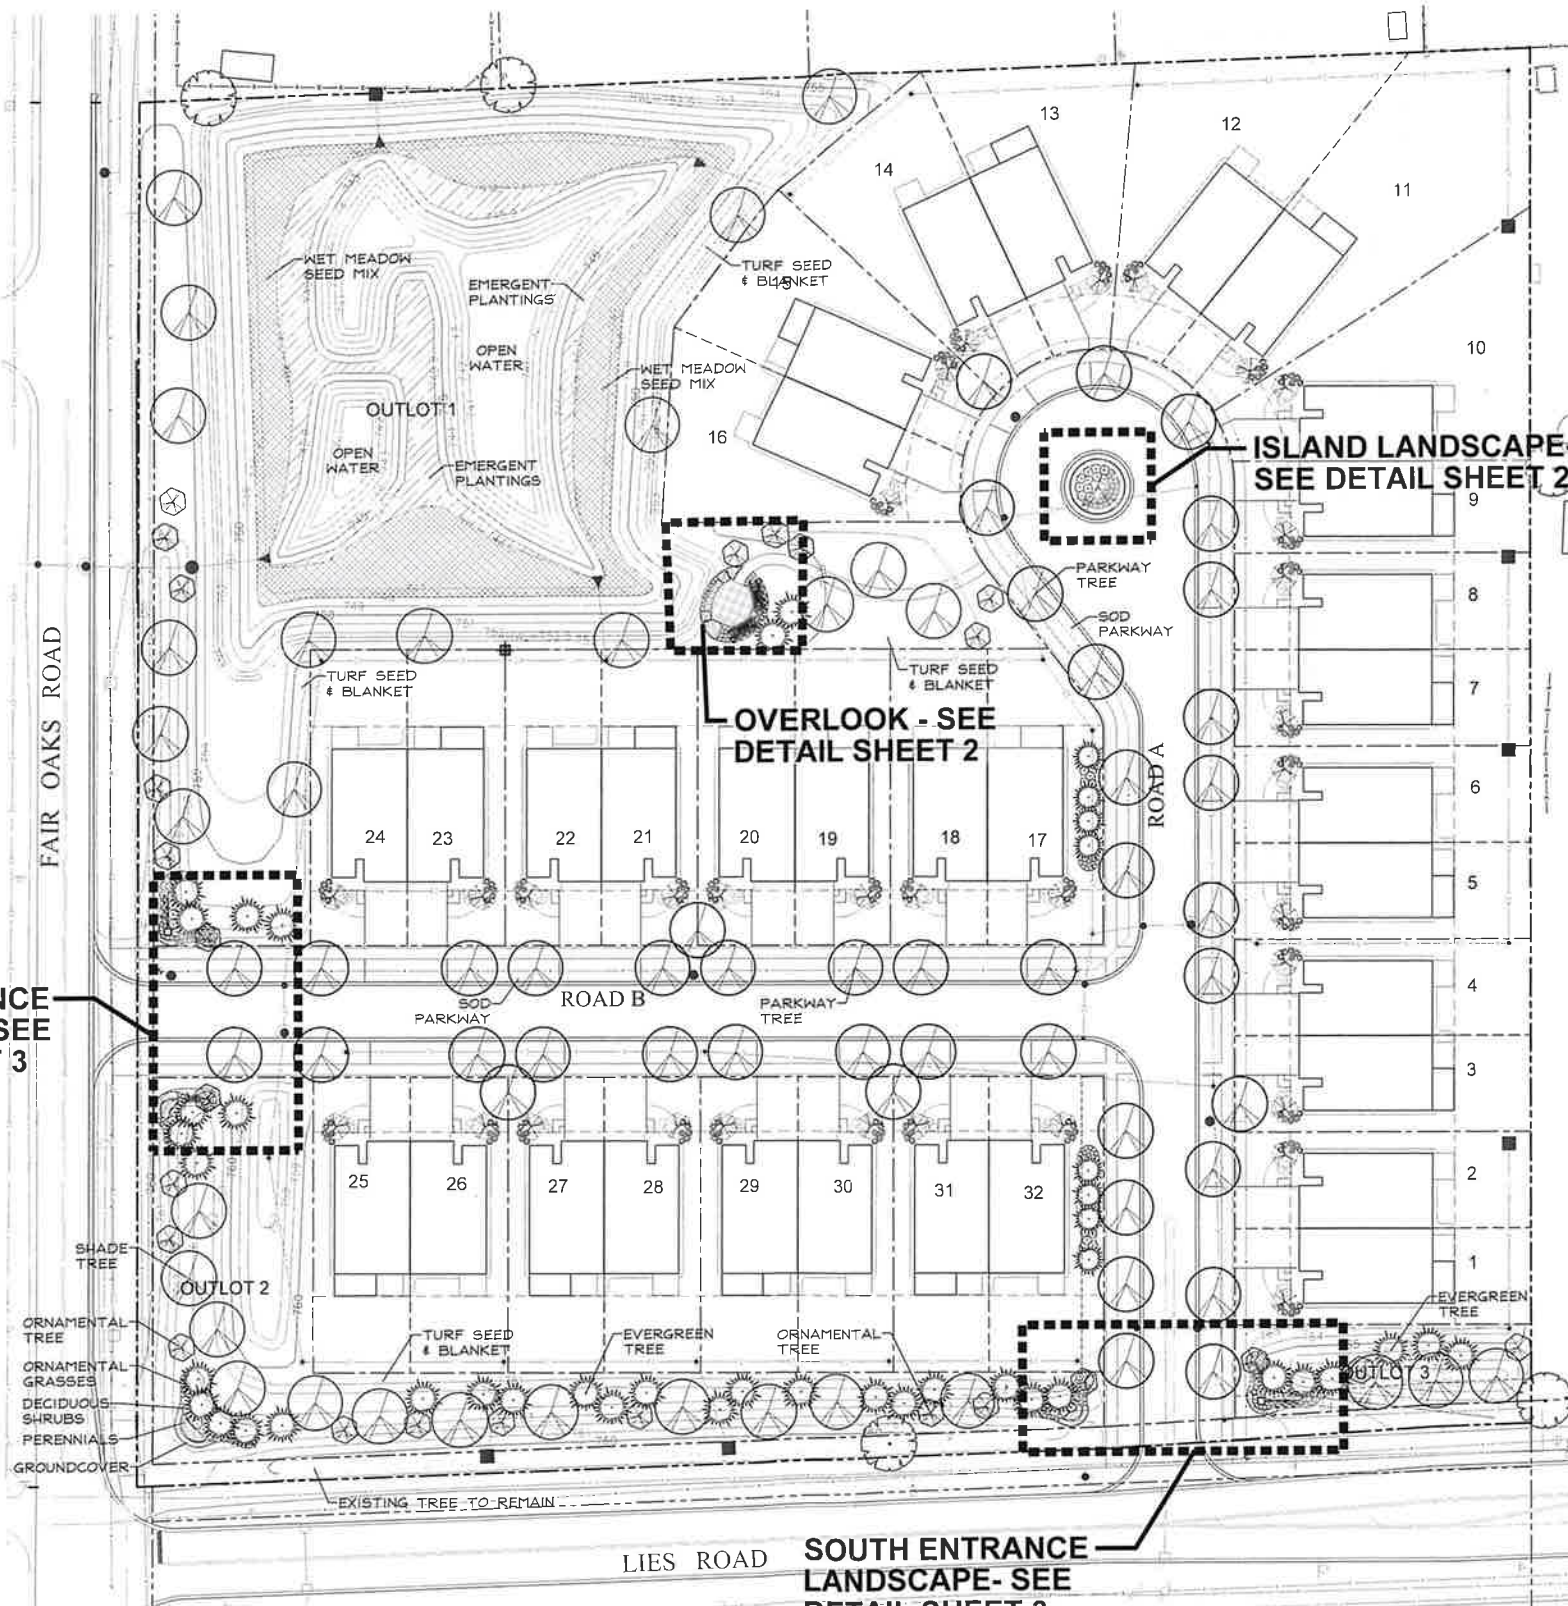 13
12
14
11
WET MEADOW
SEED MIX
EMERGENT
PLANTINGS
TURF SEED
& BLANKET
15
OPEN
WATER
WET MEADOW
SEED MIX
10
OUTLOT 1
16
OPEN
WATER
EMERGENT
PLANTINGS
ISLAND LANDSCAPE-
SEE DETAIL SHEET 2
9
PARKWAY
TREE
8
SOD
PARKWAY
FAIR OAKS ROAD
TURF SEED
& BLANKET
TURF SEED
& BLANKET
7
OVERLOOK - SEE
DETAIL SHEET 2
ROAD A
6
24
23
22
21
20
19
18
17
5
NCE
SEE
3
SOD
PARKWAY
ROAD B
PARKWAY
TREE
4
3
25
26
27
28
29
30
31
32
2
SHADE
TREE
OUTLOT 2
1
EVERGREEN
TREE
ORNAMENTAL
TREE
TURF SEED
& BLANKET
EVERGREEN
TREE
ORNAMENTAL
TREE
ORNAMENTAL
GRASSES
OUTLOT 3
DECIDUOUS
SHRUBS
PERENNIALS
GROUNDCOVER
EXISTING TREE TO REMAIN
LIES ROAD
SOUTH ENTRANCE
LANDSCAPE- SEE
DETAIL SHEET